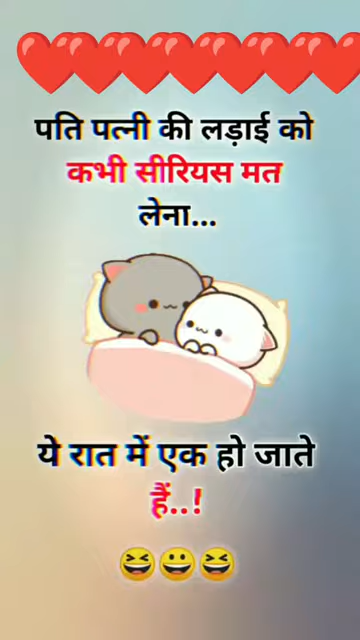 पति पत्नी की लड़ाई को
कभी सीरियस मत
लेना...
ये रात में एक हो जाते
हैं..!